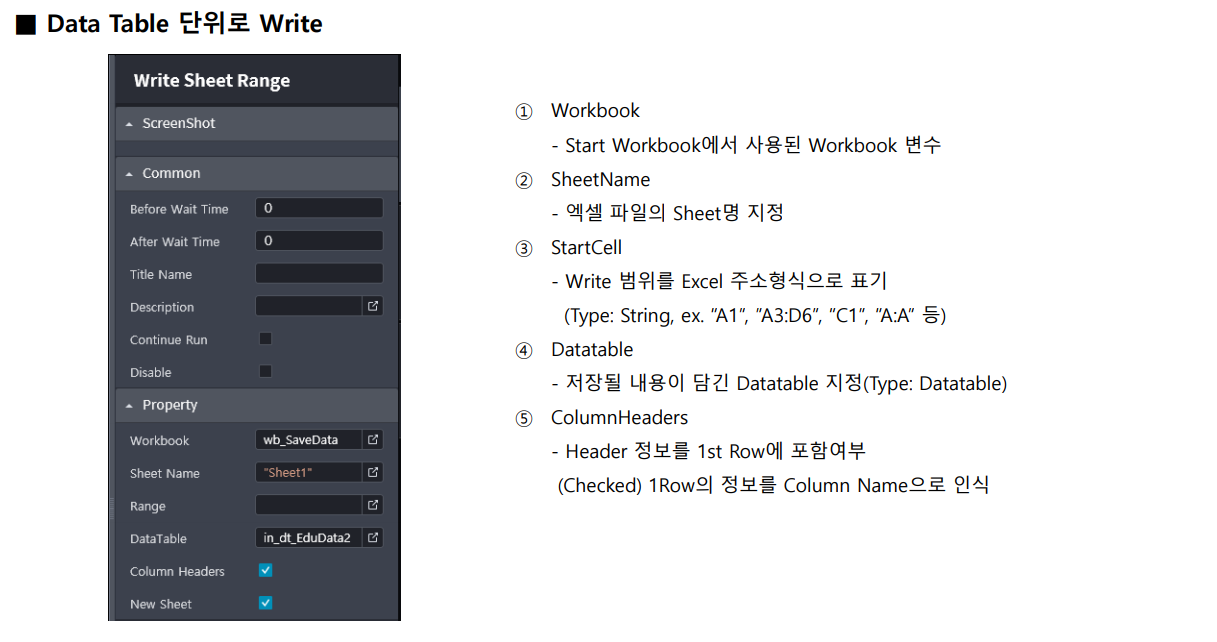 ■ Data Table 단위로 Write
Write Sheet Range
ScreenShot
Common
Before Wait Time 0
After Wait Time 0
Title Name
Description
Continue Run
Disable
Property
Workbook wb_SaveData
Sheet Name "Sheet1"
Range
DataTable in_dt_EduData2
Column Headers
New Sheet
① Workbook
- Start Workbook에서 사용된 Workbook 변수
② SheetName
- 엑셀 파일의 Sheet명 지정
③ StartCell
- Write 범위를 Excel 주소형식으로 표기
(Type: String, ex. "A1", "A3:D6", "C1", "A:A" 등)
④ Datatable
- 저장될 내용이 담긴 Datatable 지정(Type: Datatable)
⑤ ColumnHeaders
- Header 정보를 1st Row에 포함여부
(Checked) 1Row의 정보를 Column Name으로 인식